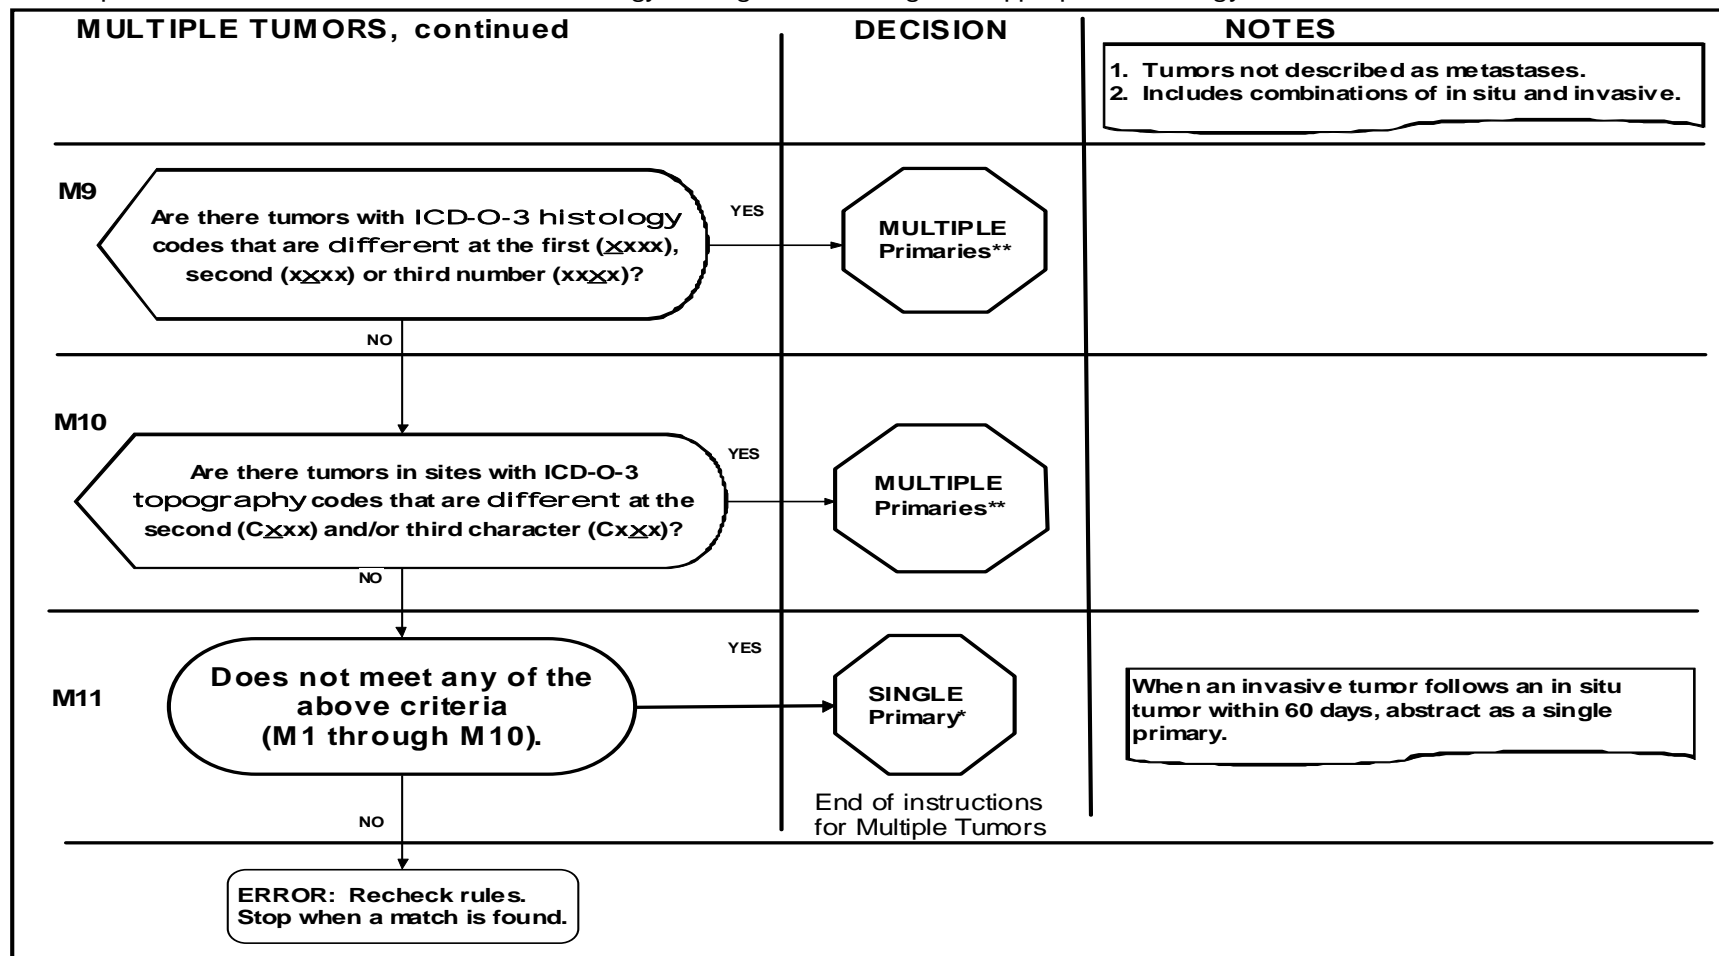 MULTIPLE TUMORS, continued
DECISION
NOTES
1. Tumors not described as metastases.
2. Includes combinations of in situ and invasive.
M9
Are there tumors with ICD-O-3 histology
codes that are different at the first (xxxx),
second (xxxx) or third number (xxxx)?
YES
MULTIPLE
Primaries**
NO
M10
Are there tumors in sites with ICD-O-3
topography codes that are different at the
second (Cxxx) and/or third character (Cxxx)?
YES
MULTIPLE
Primaries**
NO
M11
Does not meet any of the
above criteria
(M1 through M10).
YES
SINGLE
Primary*
When an invasive tumor follows an in situ
tumor within 60 days, abstract as a single
primary.
End of instructions
for Multiple Tumors
NO
ERROR: Recheck rules.
Stop when a match is found.